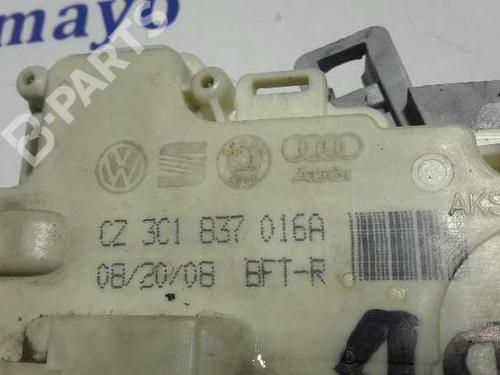 mayo
B-PARTS
Audi
CZ 3C1 837 016A
08/20/08 BFT-R
AKS